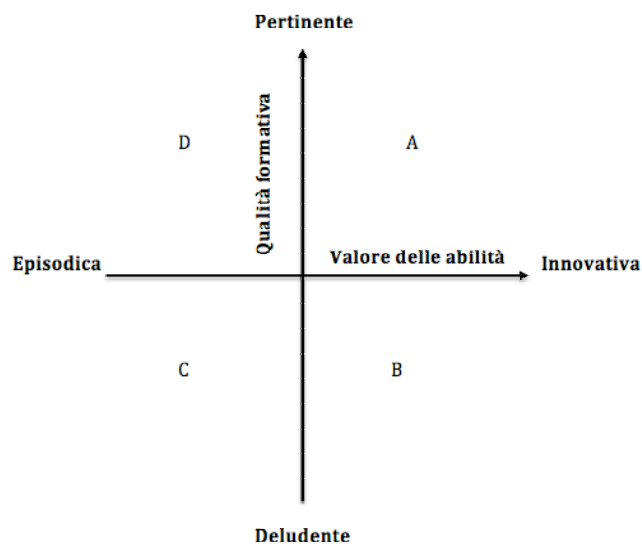 Pertinente
Qualità formativa
D
A
Episodica
Valore delle abilità
Innovativa
C
B
Deludente